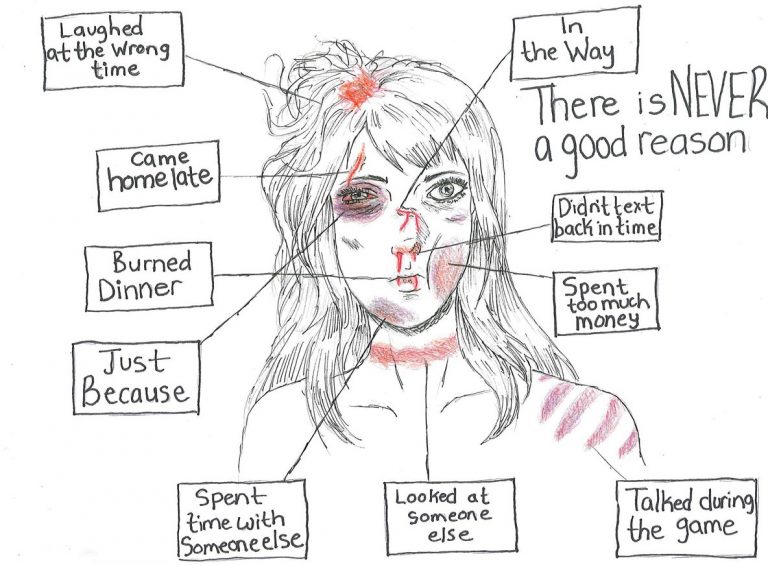 Laughed
at the Wrong
time
In
the Way
There is NEVER
a good reason
Came
home late
Didn't text
back in time
Burned
Dinner
Spent
too much
money
Just
Because
Spent
time with
Someone else
Looked at
Someone
else
Talked during
the game